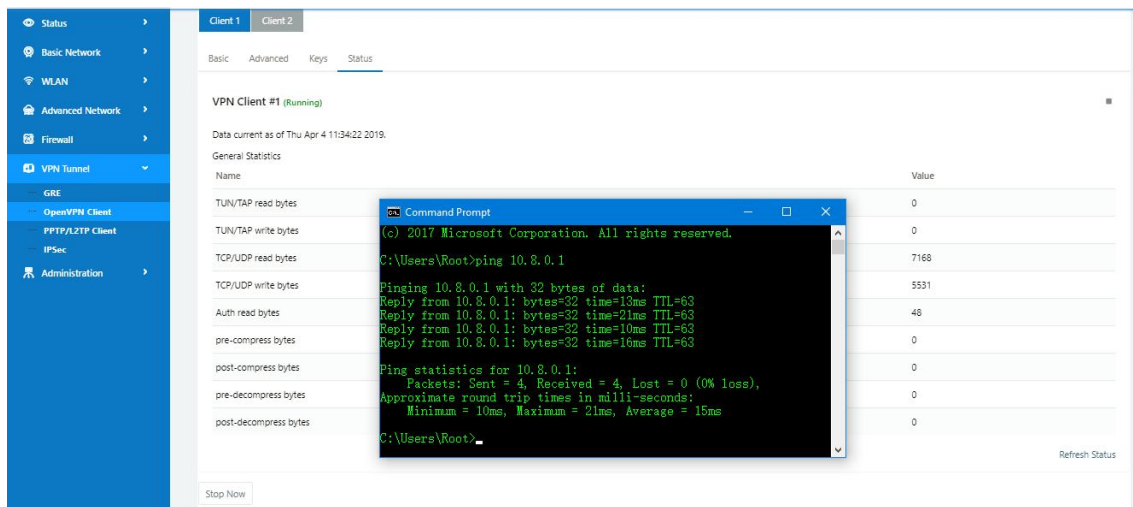 Status
Basic Network
WLAN
Advanced Network
Firewall
VPN Tunnel
GRE
OpenVPN Client
PPTP/L2TP Client
IPSec
Administration
Client 1 Client 2
Basic Advanced Keys Status
VPN Client #1 (Running)
Data current as of Thu Apr 4 11:34:22 2019.
General Statistics
Name Value
TUN/TAP read bytes 0
TUN/TAP write bytes 0
TCP/UDP read bytes 7168
TCP/UDP write bytes 5531
Auth read bytes 48
pre-compress bytes 0
post-compress bytes 0
pre-decompress bytes 0
post-decompress bytes 0
Refresh Status
Stop Now
Command Prompt
(c) 2017 Microsoft Corporation. All rights reserved.
C:\Users\Root>ping 10.8.0.1
Pinging 10.8.0.1 with 32 bytes of data:
Reply from 10.8.0.1: bytes=32 time=13ms TTL=63
Reply from 10.8.0.1: bytes=32 time=21ms TTL=63
Reply from 10.8.0.1: bytes=32 time=10ms TTL=63
Reply from 10.8.0.1: bytes=32 time=16ms TTL=63
Ping statistics for 10.8.0.1:
Packets: Sent = 4, Received = 4, Lost = 0 (0% loss),
Approximate round trip times in milli-seconds:
Minimum = 10ms, Maximum = 21ms, Average = 15ms
C:\Users\Root>